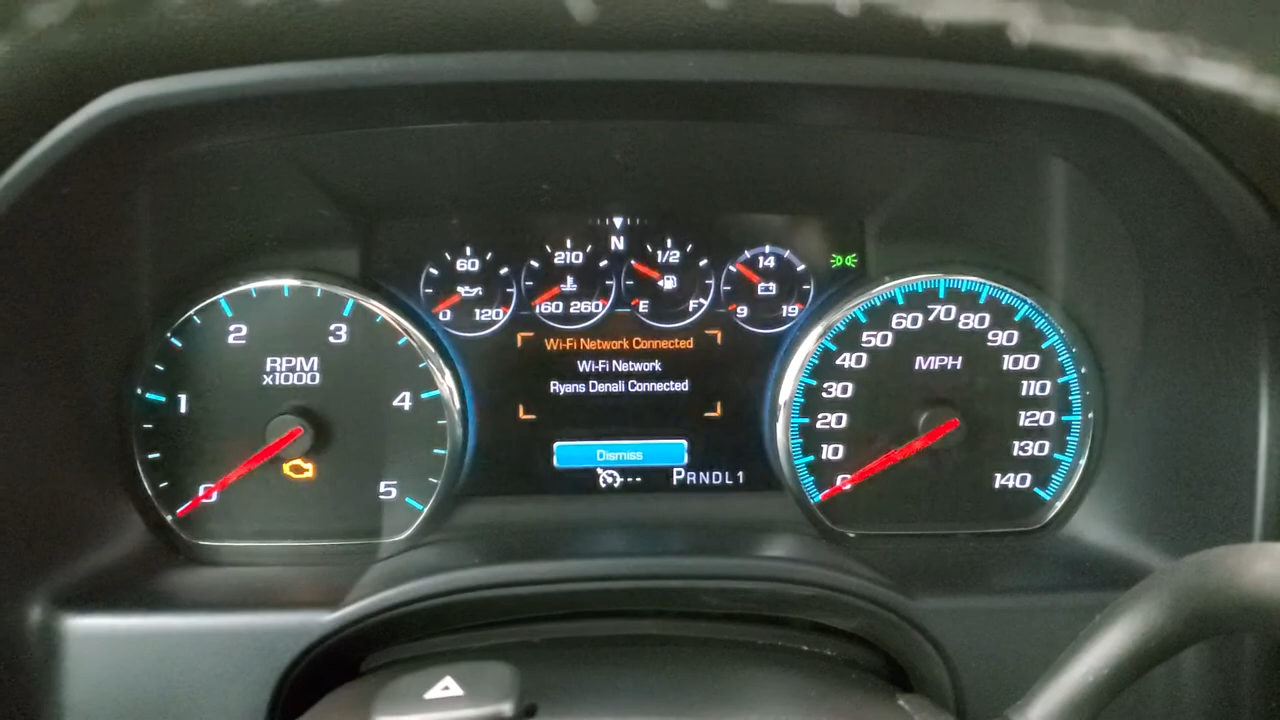 N
60
0 120
210
160 260
1/2
E F
14
9 19
0
1
2
3
4
5
RPM
x1000
Wi-Fi Network Connected
Wi-Fi Network
Ryans Denali Connected
Dismiss
---
PRNDL1
0
10
20
30
40
50
60
70
80
90
100
110
120
130
140
MPH